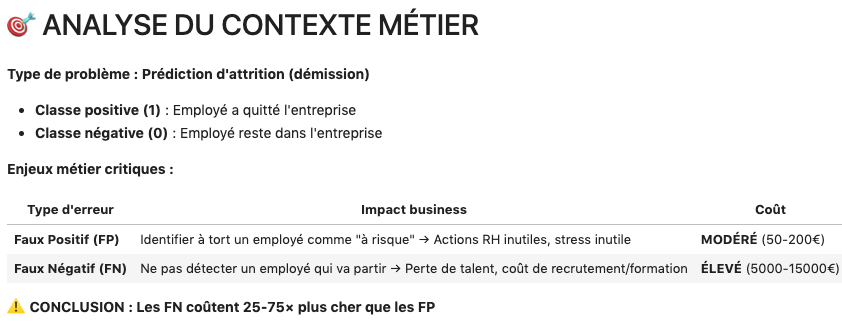 🎯 ANALYSE DU CONTEXTE MÉTIER
Type de problème : Prédiction d'attrition (démission)
• Classe positive (1) : Employé a quitté l'entreprise
• Classe négative (0) : Employé reste dans l'entreprise
Enjeux métier critiques :
Type d'erreur Impact business Coût
Faux Positif (FP) Identifier à tort un employé comme "à risque" → Actions RH inutiles, stress inutile MODÉRÉ (50-200€)
Faux Négatif (FN) Ne pas détecter un employé qui va partir → Perte de talent, coût de recrutement/formation ÉLEVÉ (5000-15000€)
⚠️ CONCLUSION : Les FN coûtent 25-75× plus cher que les FP